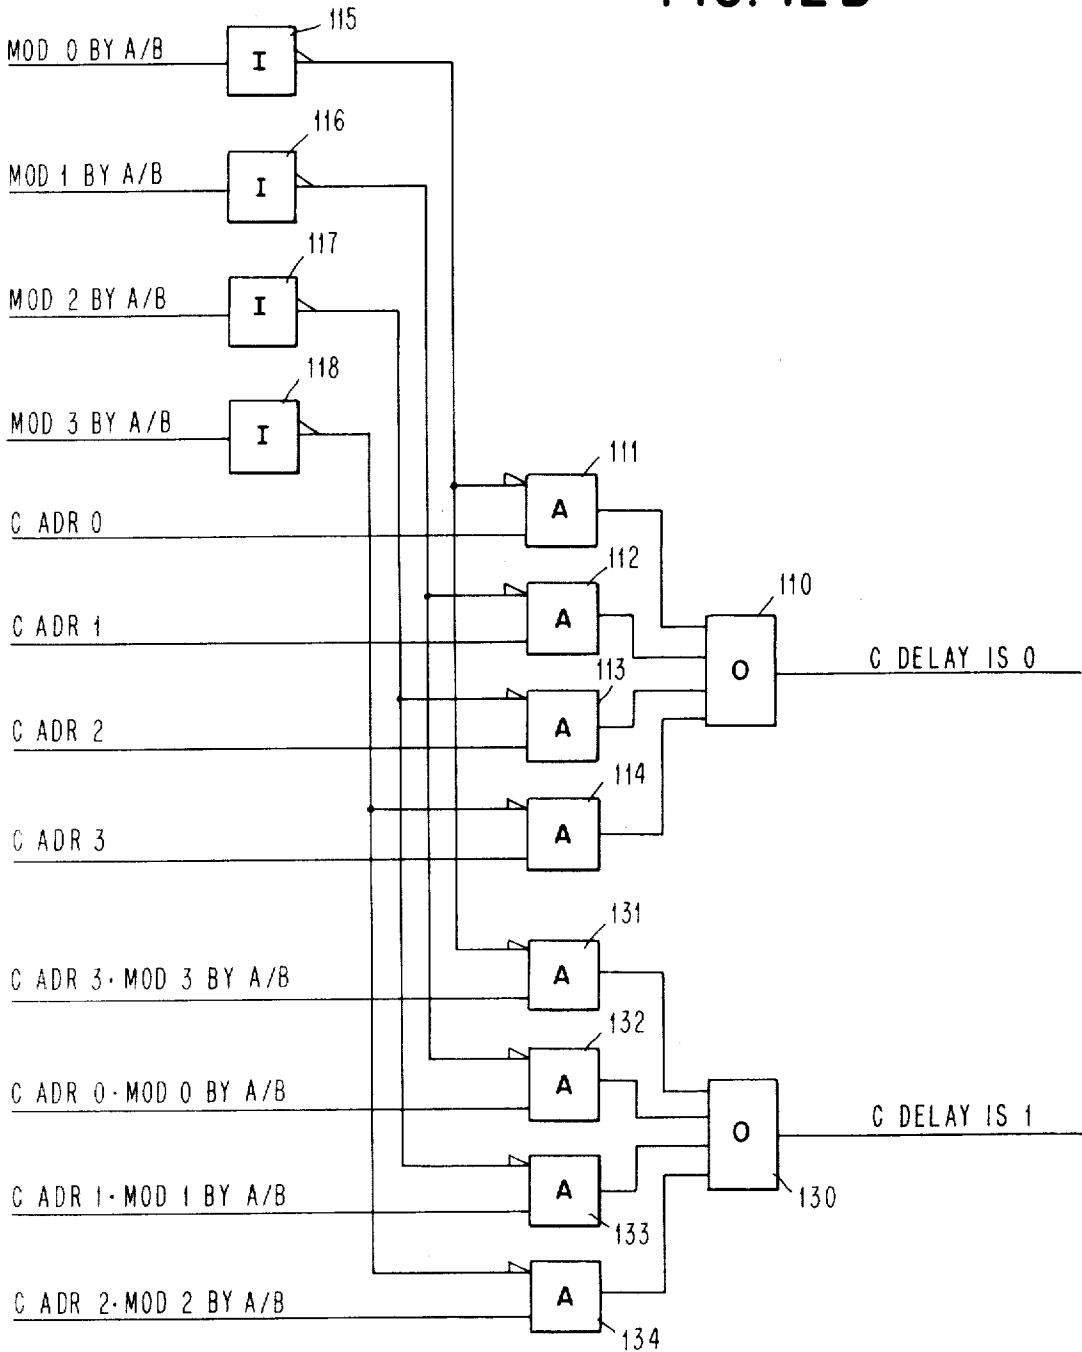 115
MOD 0 BY A/B
I
116
MOD 1 BY A/B
I
117
MOD 2 BY A/B
I
118
MOD 3 BY A/B
I
111
C ADR 0
A
112
C ADR 1
A
110
O
C DELAY IS 0
113
C ADR 2
A
114
C ADR 3
A
131
C ADR 3·MOD 3 BY A/B
A
132
C ADR 0·MOD 0 BY A/B
A
O
C DELAY IS 1
130
C ADR 1·MOD 1 BY A/B
A
133
C ADR 2·MOD 2 BY A/B
A
134